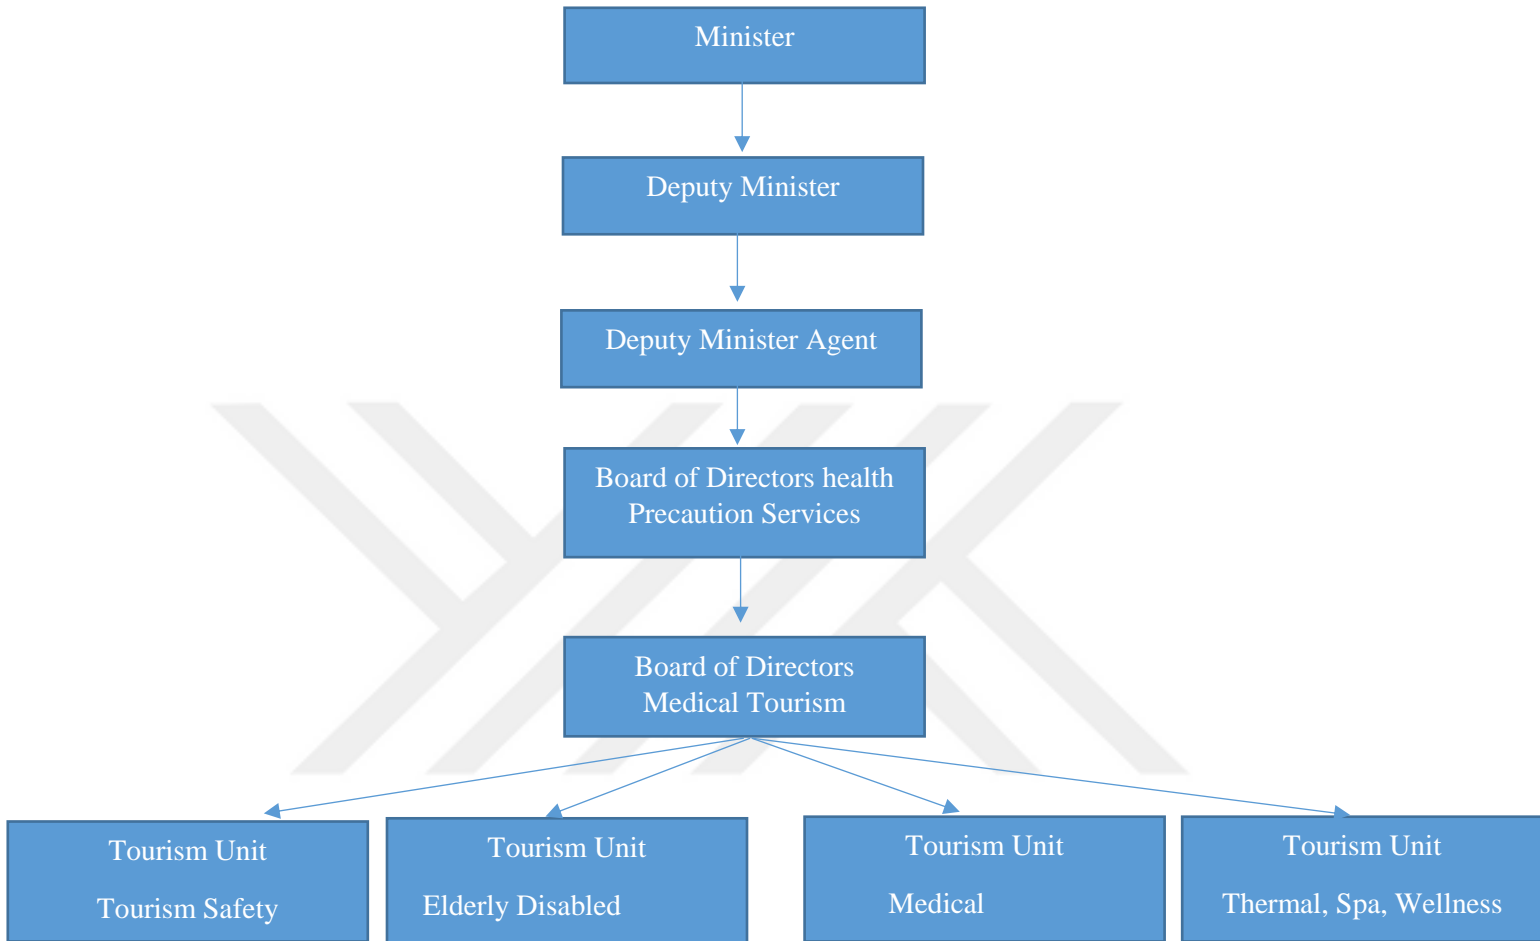 Minister
Deputy Minister
Deputy Minister Agent
Board of Directors health
Precaution Services
Board of Directors
Medical Tourism
Tourism Unit
Tourism Safety
Tourism Unit
Elderly Disabled
Tourism Unit
Medical
Tourism Unit
Thermal, Spa, Wellness